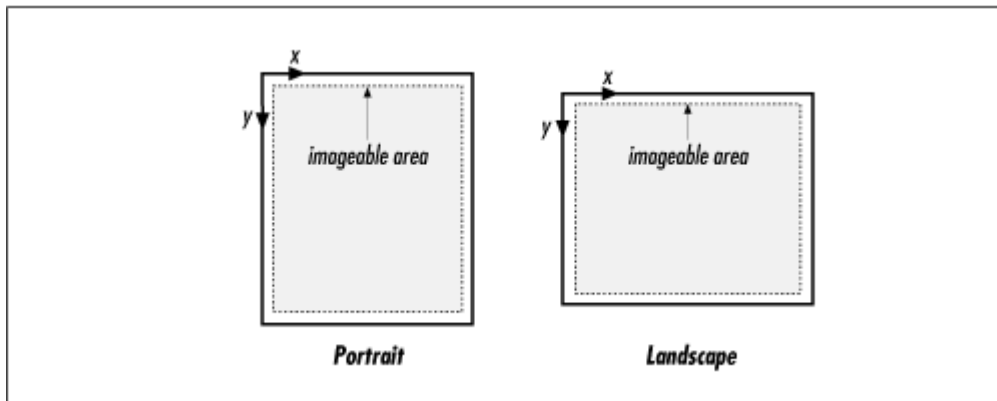 x
y
imageable area
Portrait
x
y
imageable area
Landscape